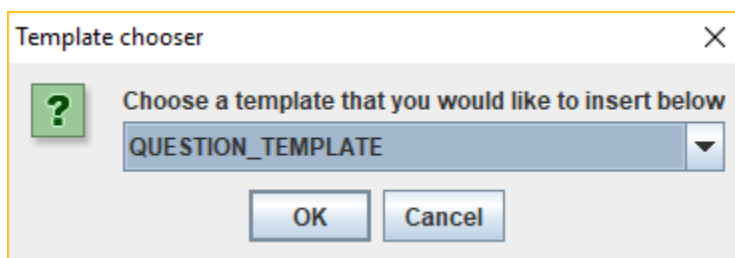 Template chooser
?
Choose a template that you would like to insert below
QUESTION_TEMPLATE
OK Cancel